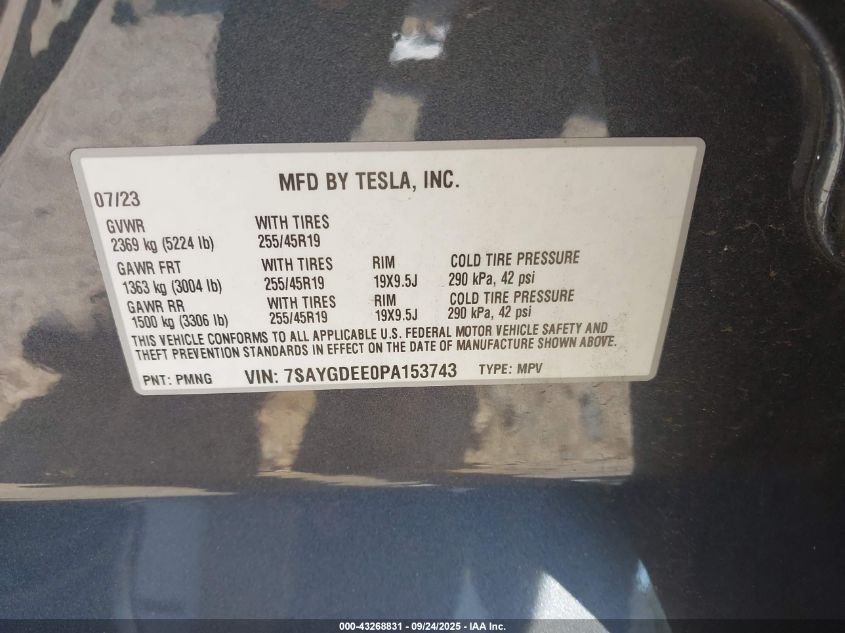 MFD BY TESLA, INC.
07/23
GVWR WITH TIRES
2369 kg (5224 lb) 255/45R19
GAWR FRT WITH TIRES RIM COLD TIRE PRESSURE
1363 kg (3004 lb) 255/45R19 19X9.5J 290 kPa, 42 psi
GAWR RR WITH TIRES RIM COLD TIRE PRESSURE
1500 kg (3306 lb) 255/45R19 19X9.5J 290 kPa, 42 psi
THIS VEHICLE CONFORMS TO ALL APPLICABLE U.S. FEDERAL MOTOR VEHICLE SAFETY AND
THEFT PREVENTION STANDARDS IN EFFECT ON THE DATE OF MANUFACTURE SHOWN ABOVE.
PNT: PMNG VIN: 7SAYGDEE0PA153743 TYPE: MPV
000-43268831 - 09/24/2025 - IAA Inc.